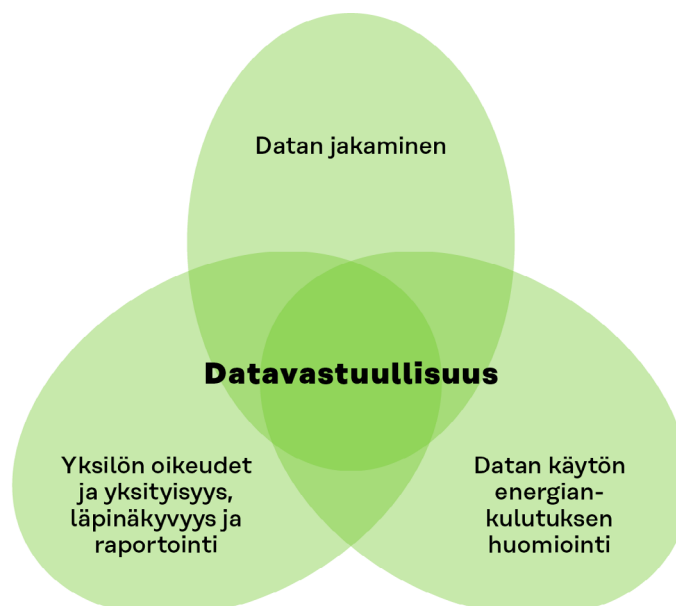 Datan jakaminen
Datavastuullisuus
Yksilön oikeudet
ja yksityisyys,
läpinäkyvyys ja
raportointi
Datan käytön
energian-
kulutuksen
huomiointi